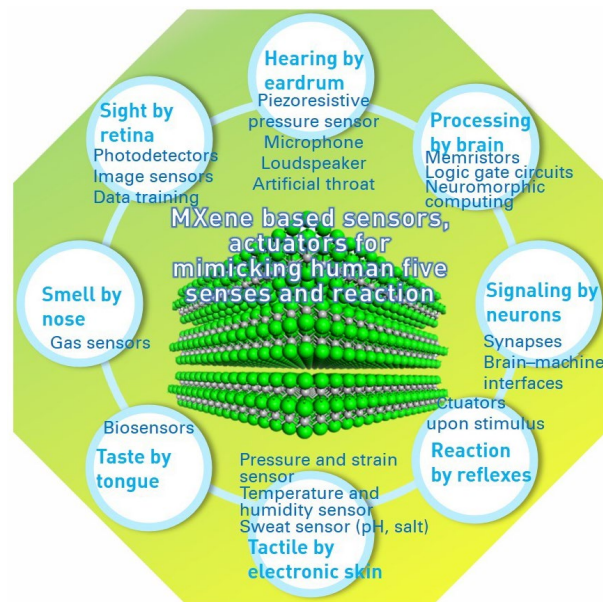 Hearing by
eardrum
Piezoresistive
pressure sensor
Microphone
Loudspeaker
Artificial throat
Sight by
retina
Photodetectors
Image sensors
Data training
Processing
by brain
Memristors
Logic gate circuits
Neuromorphic
computing
MXene based sensors,
actuators for
mimicking human five
senses and reaction
Smell by
nose
Gas sensors
Signaling by
neurons
Synapses
Brain–machine
interfaces
Biosensors
Taste by
tongue
Ctuators
upon stimulus
Reaction
by reflexes
Pressure and strain
sensor
Temperature and
humidity sensor
Sweat sensor (pH, salt)
Tactile by
electronic skin